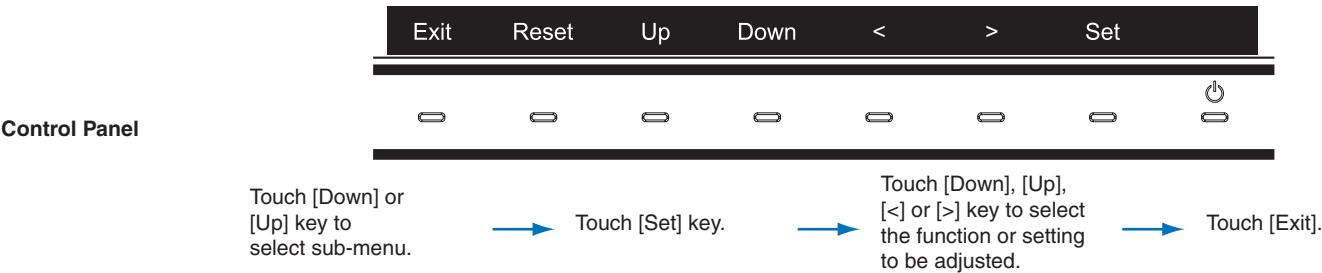 Exit Reset Up Down < > Set
Control Panel
Touch [Down] or
[Up] key to
select sub-menu.
Touch [Set] key.
Touch [Down], [Up],
[<] or [>] key to select
the function or setting
to be adjusted.
Touch [Exit].